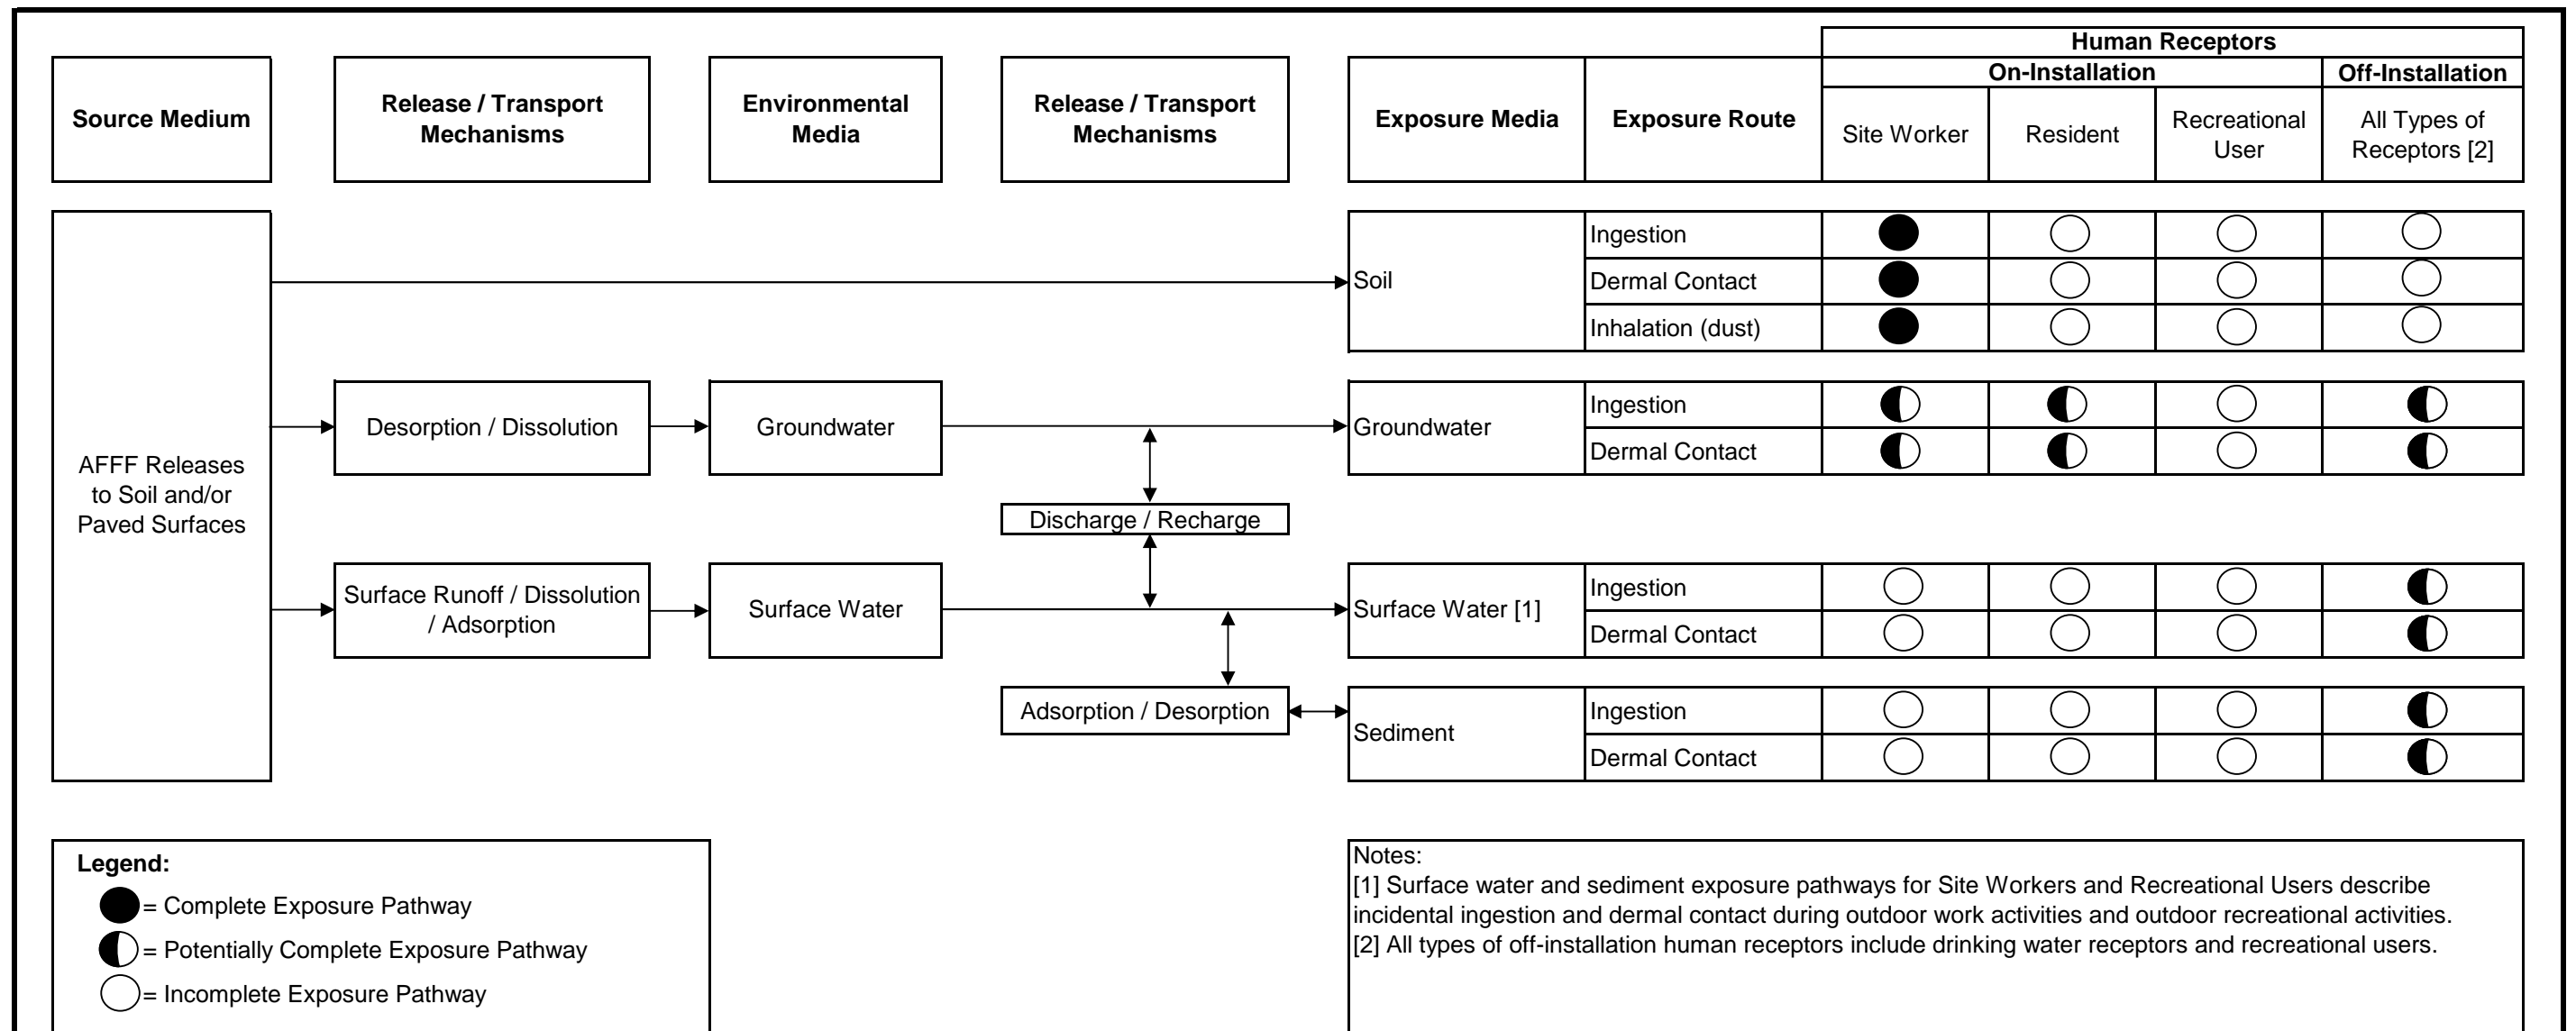 Human Receptors
On-Installation
Off-Installation
Source Medium
Release / Transport
Mechanisms
Environmental
Media
Release / Transport
Mechanisms
Exposure Media
Exposure Route
Site Worker
Resident
Recreational
User
All Types of
Receptors [2]
AFFF Releases
to Soil and/or
Paved Surfaces
Soil
Ingestion
Dermal Contact
Inhalation (dust)
Desorption / Dissolution
Groundwater
Groundwater
Ingestion
Dermal Contact
Discharge / Recharge
Surface Runoff / Dissolution
/ Adsorption
Surface Water
Surface Water [1]
Ingestion
Dermal Contact
Adsorption / Desorption
Sediment
Ingestion
Dermal Contact
Legend:
= Complete Exposure Pathway
= Potentially Complete Exposure Pathway
= Incomplete Exposure Pathway
Notes:
[1] Surface water and sediment exposure pathways for Site Workers and Recreational Users describe
incidental ingestion and dermal contact during outdoor work activities and outdoor recreational activities.
[2] All types of off-installation human receptors include drinking water receptors and recreational users.